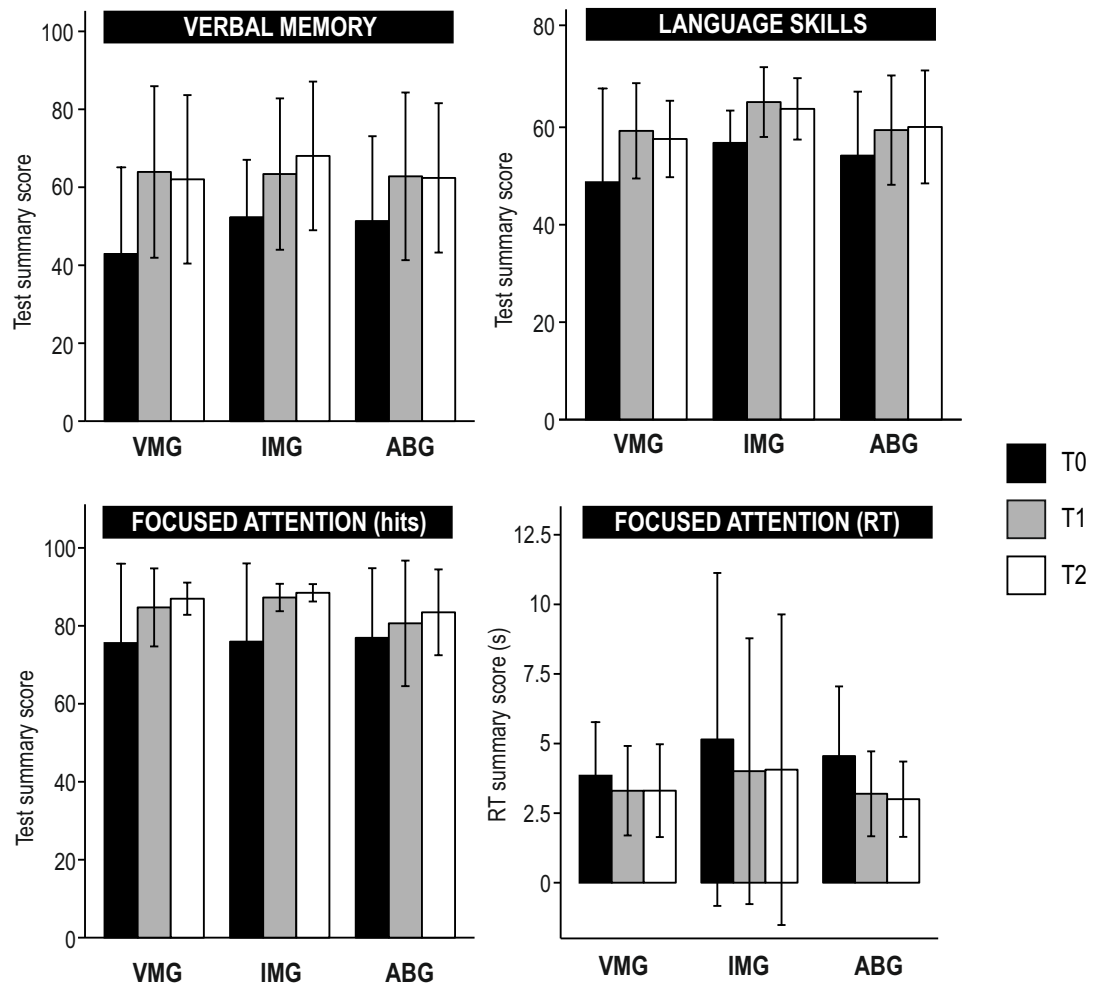 VERBAL MEMORY
Test summary score
100
80
60
40
20
0
VMG IMG ABG
LANGUAGE SKILLS
Test summary score
80
60
40
20
0
VMG IMG ABG
FOCUSED ATTENTION (hits)
Test summary score
100
80
60
40
20
0
VMG IMG ABG
FOCUSED ATTENTION (RT)
RT summary score (s)
12.5
10
7.5
5
2.5
0
VMG IMG ABG
T0
T1
T2